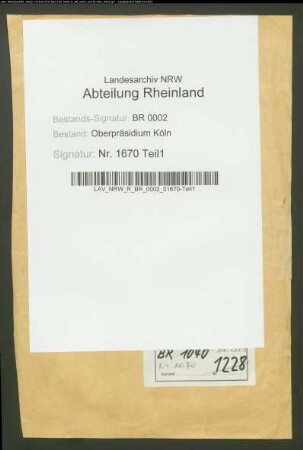 Landesarchiv NRW
Abteilung Rheinland
Bestands-Signatur: BR 0002
Bestand: Oberpräsidium Köln
Signatur: Nr. 1670 Teil1
LAV_NRW_R_BR_0002_01670-Teil1
BR 1040
1228